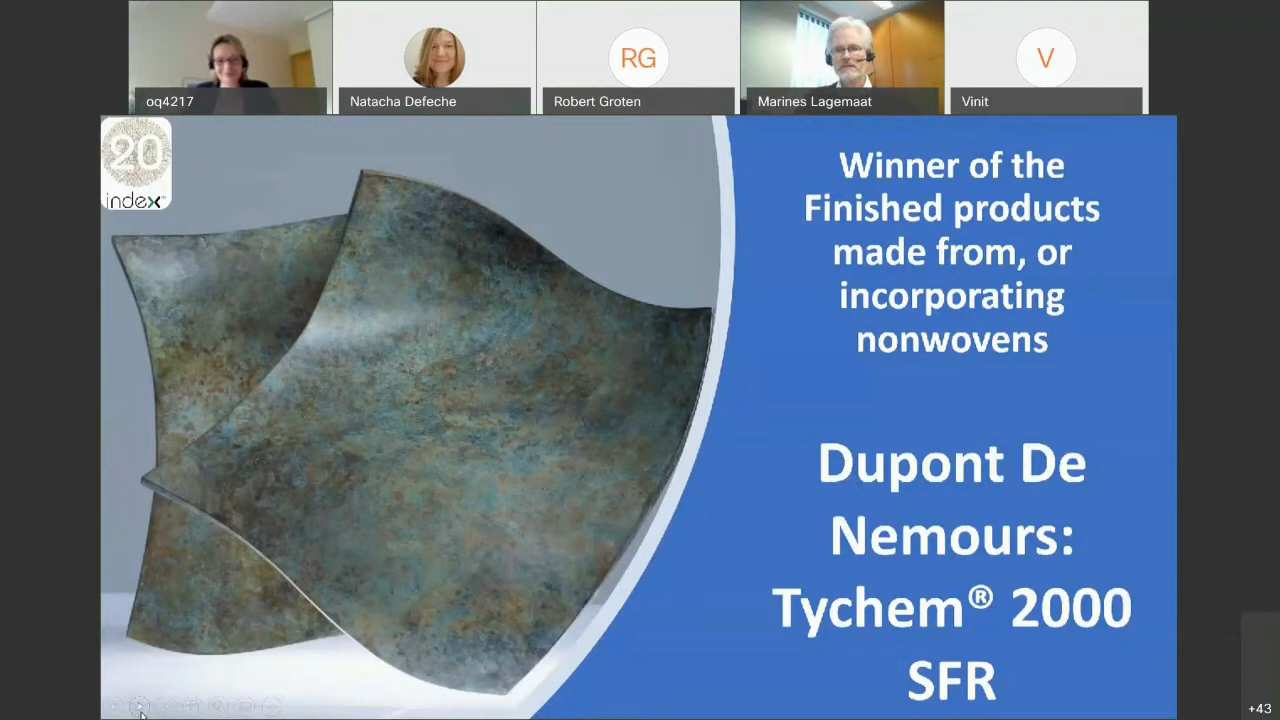 oq4217
Natacha Defeche
RG
Robert Groten
Marines Lagemaat
V
Vinit
20
index™
Winner of the
Finished products
made from, or
incorporating
nonwovens
Dupont De
Nemours:
Tychem® 2000
SFR
+43